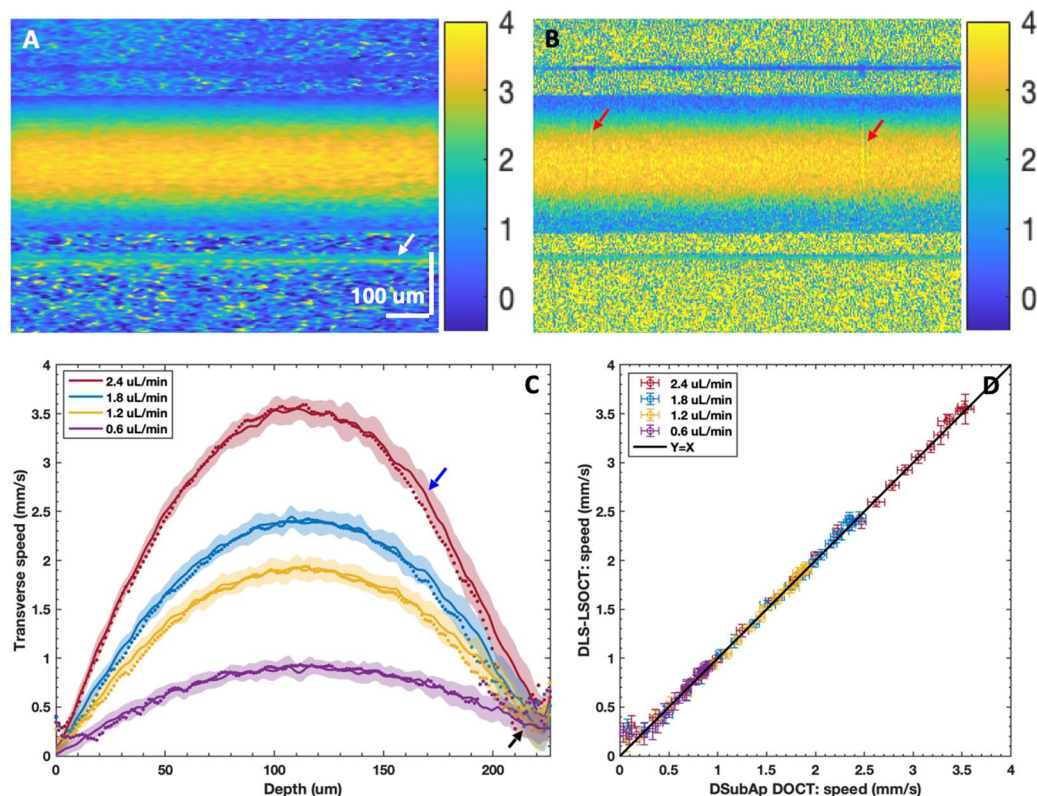 A
4
3
2
1
0
100 um
B
4
3
2
1
0
C
2.4 uL/min
1.8 uL/min
1.2 uL/min
0.6 uL/min
Transverse speed (mm/s)
4
3.5
3
2.5
2
1.5
1
0.5
0
0 50 100 150 200
Depth (um)
D
2.4 uL/min
1.8 uL/min
1.2 uL/min
0.6 uL/min
Y=X
DLS-LSOCT: speed (mm/s)
4
3.5
3
2.5
2
1.5
1
0.5
0
0 0.5 1 1.5 2 2.5 3 3.5 4
DSubAp DOCT: speed (mm/s)